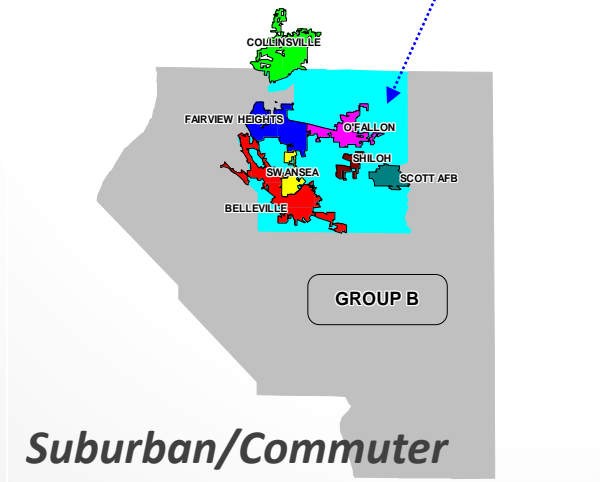 COLLINSVILLE
FAIRVIEW HEIGHTS
O'FALLON
SHILOH
SWANSEA
SCOTT AFB
BELLEVILLE
GROUP B
Suburban/Commuter